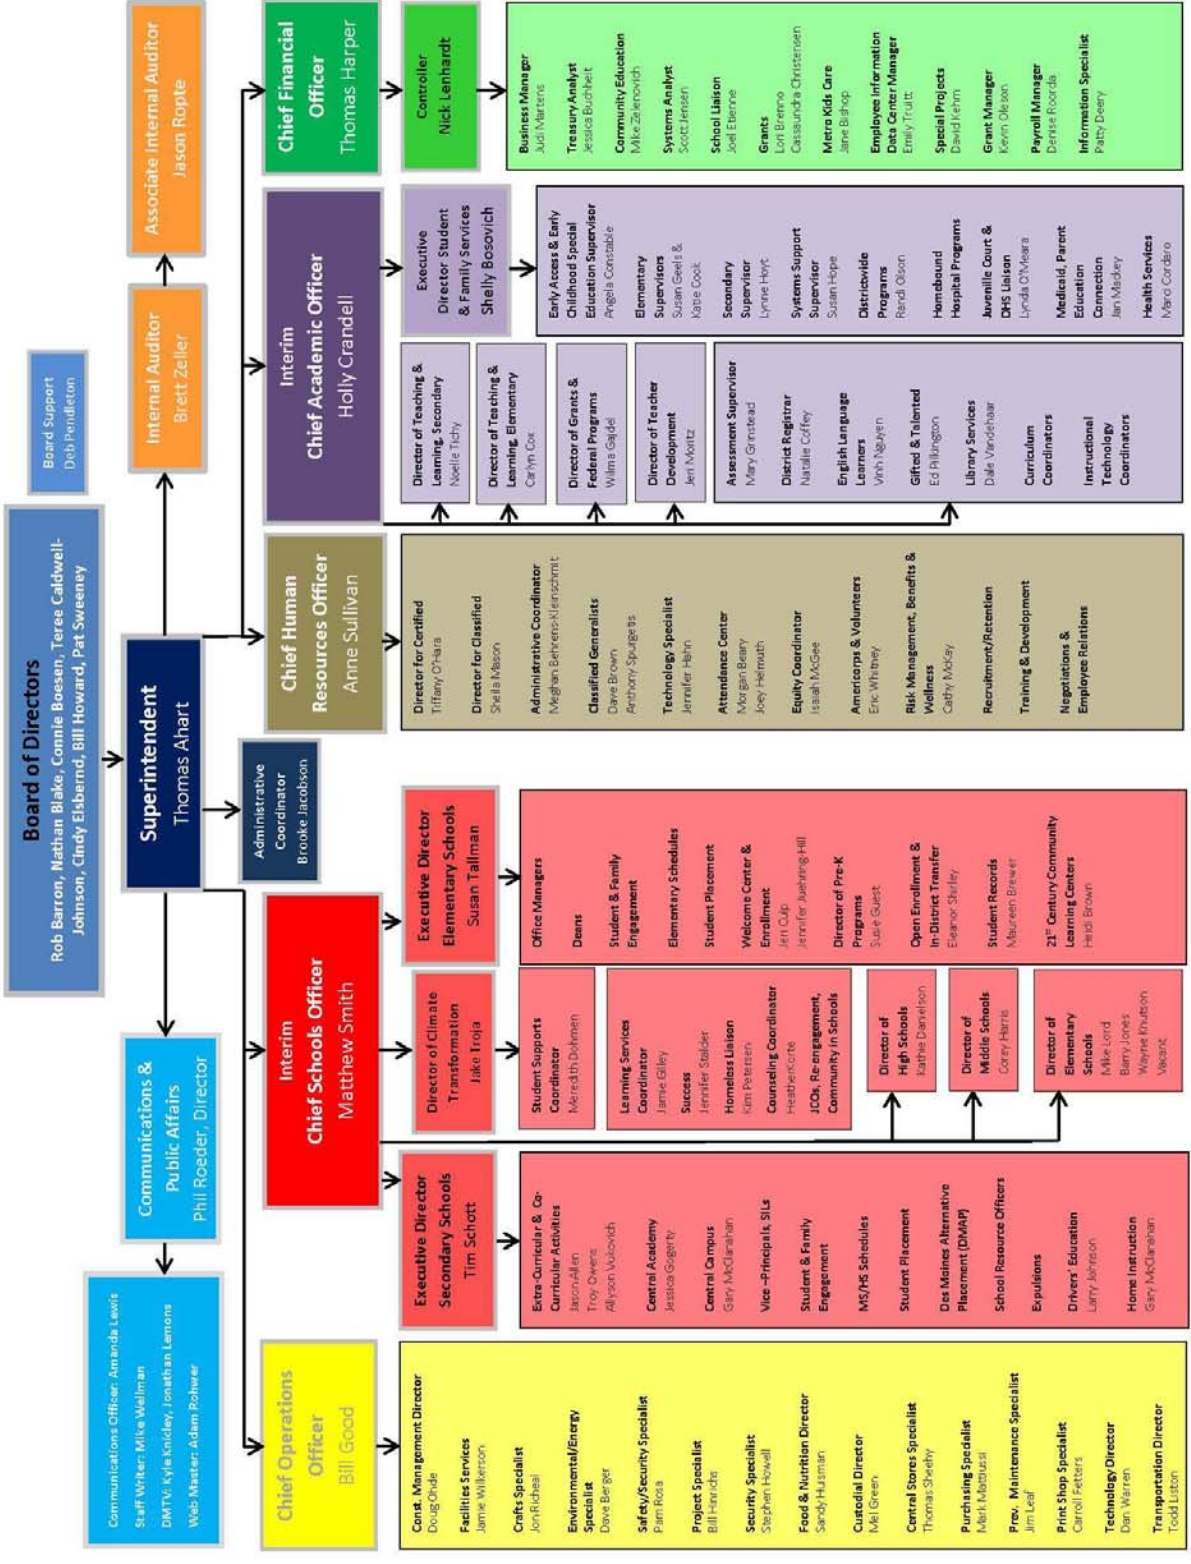 Board of Directors
Rob Barron, Nathan Blake, Connie Boesen, Teree Caldwell-
Johnson, Cindy Elsbernd, Bill Howard, Pat Sweeney
Board Support
Deb Pendleton
Superintendent
Thomas Ahart
Communications &
Public Affairs
Phil Roeder, Director
Communications Officer: Amanda Lewis
Staff Writer: Mike Wellman
DMTV: Kyle Knicley, Jonathan Lemons
Web Master: Adam Rohwer
Internal Auditor
Brett Zeller
Associate Internal Auditor
Jason Ropte
Administrative
Coordinator
Brooke Jacobson
Chief Operations
Officer
Bill Good
Const. Management Director
Doug Ohde
Facilities Services
Jamie Wilkerson
Crafts Specialist
Jon Richeal
Environmental/Energy
Specialist
Dave Berger
Safety/Security Specialist
Pam Rosa
Project Specialist
Bill Hinrichs
Security Specialist
Stephen Howell
Food & Nutrition Director
Sandy Huisman
Custodial Director
Mel Green
Central Stores Specialist
Thomas Sheehy
Purchasing Specialist
Mark Mattiussi
Prev. Maintenance Specialist
Jim Leaf
Print Shop Specialist
Carroll Fetters
Technology Director
Dan Warren
Transportation Director
Todd Liston
Interim
Chief Schools Officer
Matthew Smith
Executive Director
Secondary Schools
Tim Schott
Extra-Curricular & Co-
Curricular Activities
Jason Allen
Troy Owens
Allyson Vukovich
Central Academy
Jessica Gogerty
Central Campus
Gary McClanahan
Vice –Principals, SILs
Student & Family
Engagement
MS/HS Schedules
Student Placement
Des Moines Alternative
Placement (DMAP)
School Resource Officers
Expulsions
Drivers' Education
Larry Johnson
Home Instruction
Gary McClanahan
Director of Climate
Transformation
Jake Troja
Student Supports
Coordinator
Meredith Dohmen
Learning Services
Coordinator
Jamie Gilley
Success
Jennifer Stalder
Homeless Liaison
Kim Petersen
Counseling Coordinator
HeatherCorte
JCOs, Re-engagement,
Community in Schools
Director of
High Schools
Kathie Danielson
Director of
Middle Schools
Corey Harris
Director of
Elementary
Schools
Mike Lord
Barry Jones
Wayne Knutson
Vacant
Executive Director
Elementary Schools
Susan Tallman
Office Managers
Deans
Student & Family
Engagement
Elementary Schedules
Student Placement
Welcome Center &
Enrollment
Jeri Culp
Jennifer Juehring-Hill
Director of Pre-K
Programs
Susie Guest
Open Enrollment &
In-District Transfer
Eleanor Shirley
Student Records
Maureen Brewer
21st Century Community
Learning Centers
Heidi Brown
Chief Human
Resources Officer
Anne Sullivan
Director for Certified
Tiffany O'Hara
Director for Classified
Sheila Mason
Administrative Coordinator
Meghan Behrens-Kleinschmit
Classified Generalists
Dave Brown
Anthony Spurgetis
Technology Specialist
Jennifer Hahn
Attendance Center
Morgan Beary
Joey Helmuth
Equity Coordinator
Isaiah McGee
Americorps & Volunteers
Eric Whitney
Risk Management, Benefits &
Wellness
Cathy McKay
Recruitment/Retention
Training & Development
Negotiations &
Employee Relations
Interim
Chief Academic Officer
Holly Crandell
Director of Teaching &
Learning, Secondary
Noelle Tichy
Director of Teaching &
Learning, Elementary
Carlyn Cox
Director of Grants &
Federal Programs
Wilma Gajdel
Director of Teacher
Development
Jeri Moritz
Assessment Supervisor
Mary Grinstead
District Registrar
Natalie Coffey
English Language
Learners
Vinh Nguyen
Gifted & Talented
Ed Pilkington
Library Services
Dale Vandehaar
Curriculum
Coordinators
Instructional
Technology
Coordinators
Executive
Director Student
& Family Services
Shelly Bosovich
Early Access & Early
Childhood Special
Education Supervisor
Angela Constable
Elementary
Supervisors
Susan Geels &
Katie Cook
Secondary
Supervisor
Lynne Hoyt
Systems Support
Supervisor
Susan Hope
Districtwide
Programs
Randi Olson
Homebound
Hospital Programs
Juvenille Court &
DHS Liaison
Lynda O'Meara
Medicaid, Parent
Education
Connection
Jan Mackey
Health Services
Marci Cordaro
Chief Financial
Officer
Thomas Harper
Controller
Nick Lenhardt
Business Manager
Judi Martens
Treasury Analyst
Jessica Buchheit
Community Education
Mike Zelenovich
Systems Analyst
Scott Jensen
School Liaison
Joel Etienne
Grants
Lori Brenno
Cassaundra Christensen
Metro Kids Care
Jane Bishop
Employee Information
Data Center Manager
Emily Truitt
Special Projects
David Kehm
Grant Manager
Kevin Oleson
Payroll Manager
Denise Roorda
Information Specialist
Patty Deery